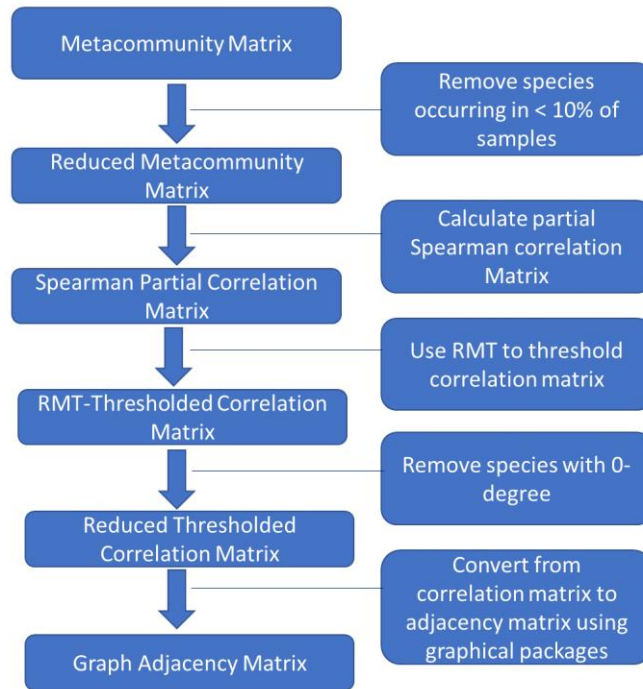 Metacommunity Matrix
Remove species
occurring in < 10% of
samples
Reduced Metacommunity
Matrix
Calculate partial
Spearman correlation
Matrix
Spearman Partial Correlation
Matrix
Use RMT to threshold
correlation matrix
RMT-Thresholded Correlation
Matrix
Remove species with 0-
degree
Reduced Thresholded
Correlation Matrix
Convert from
correlation matrix to
adjacency matrix using
graphical packages
Graph Adjacency Matrix